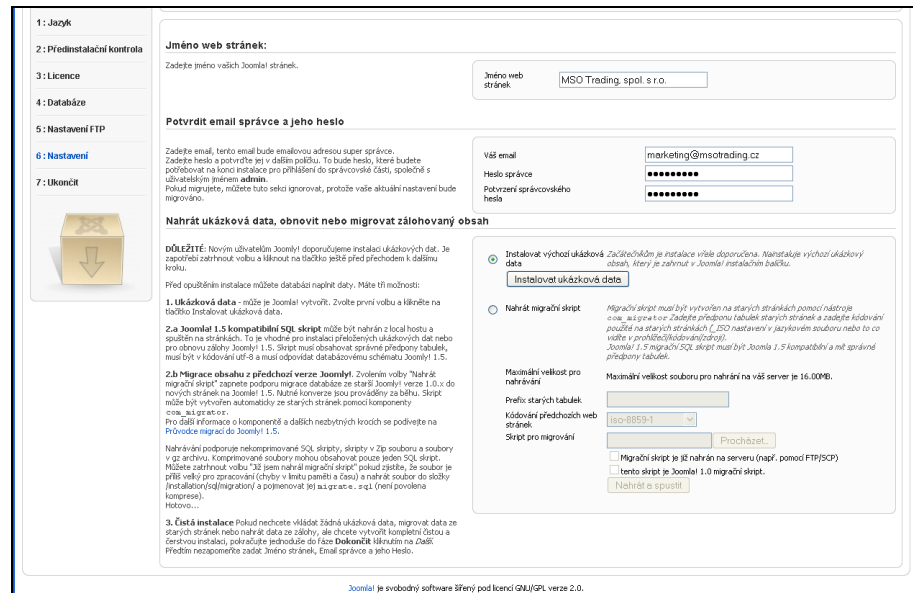 1 : Jazyk
2 : Předinstalační kontrola
3 : Licence
4 : Databáze
5 : Nastavení FTP
6 : Nastavení
7 : Ukončit
Jméno web stránek:
Zadejte jméno vašich Joomla! stránek.
Jméno web
stránek
MSO Trading, spol. s r.o.
Potvrdit email správce a jeho heslo
Zadejte email, tento email bude emailovou adresou super správce.
Zadejte heslo a potvrďte jej v dalším políčku. To bude heslo, které budete
potřebovat na konci instalace pro přihlášení do správcovské části, společně s
uživatelským jménem admin.
Pokud migrujete, můžete tuto sekci ignorovat, protože vaše aktuální nastavení bude
migrováno.
Váš email
marketing@msotrading.cz
Heslo správce
●●●●●●●●●
Potvrzení správcovského
hesla
●●●●●●●●●
Nahrát ukázková data, obnovit nebo migrovat zálohovaný obsah
DŮLEŽITÉ: Novým uživatelům Joomly! doporučujeme instalaci ukázkových dat. Je
zapotřebí zatrhnout volbu a kliknout na tlačítko ještě před přechodem k dalšímu
kroku.
Před opuštěním instalace můžete databázi naplnit daty. Máte tři možnosti:
1. Ukázková data - může je Joomla! vytvořit. Zvolte první volbu a klikněte na
tlačítko Instalovat ukázková data.
2.a Joomla! 1.5 kompatibilní SQL skript může být nahrán z local hostu a
spuštěn na stránkách. To je vhodné pro instalaci přeložených ukázkových dat nebo
pro obnovu zálohy Joomly! 1.5. Skript musí obsahovat správné předpony tabulek,
musí být v kódování utf-8 a musí odpovídat databázovému schématu Joomly! 1.5.
2.b Migrace obsahu z předchozí verze Joomly!. Zvolením volby "Nahrát
migrační skript" zapnete podporu migrace databáze ze starší Joomly! verze 1.0.x do
nových stránek na Joomle! 1.5. Nutné konverze jsou prováděny za běhu. Skript
může být vytvořen automaticky ze starých stránek pomocí komponenty
com_migrator.
Pro další informace o komponentě a dalších nezbytných krocích se podívejte na
Průvodce migrací do Joomly! 1.5.
Nahrávání podporuje nekomprimované SQL skripty, skripty v Zip souboru a soubory
v gz archivu. Komprimované soubory mohou obsahovat pouze jeden SQL skript.
Můžete zatrhnout volbu "Již jsem nahrál migrační skript" pokud zjistíte, že soubor je
příliš velký pro zpracování (chyby v limitu paměti a času) a nahrát soubor do složky
/installation/sql/migration/ a pojmenovat jej migrate.sql (není povolena
komprese).
Hotovo...
3. Čistá instalace Pokud nechcete vkládat žádná ukázková data, migrovat data ze
starých stránek nebo nahrát data ze zálohy, ale chcete vytvořit kompletní čistou a
čerstvou instalaci, pokračujte jednoduše do fáze Dokončit kliknutím na Další.
Předtím nezapomeňte zadat Jméno stránek, Email správce a jeho Heslo.
Instalovat výchozí ukázková
data
Začátečníkům je instalace vřele doporučena. Nainstaluje výchozí ukázkový
obsah, který je zahrnut v Joomla! instalačním balíčku.
Instalovat ukázková data
Nahrát migrační skript
Migrační skript musí být vytvořen na starých stránkách pomocí nástroje
com_migrator Zadejte předponu tabulek starých stránek a zadejte kódování
použité na starých stránkách (_ISO nastavení v jazykovém souboru nebo to co
vidíte v prohlížeči/kódování/zdroji).
Joomla! 1.5 migrační SQL skript musí být Joomla 1.5 kompatibilní a mít správné
předpony tabulek.
Maximální velikost pro
nahrávání
Maximální velikost souboru pro nahrání na váš server je 16.00MB.
Prefix starých tabulek
Kódování předchozích web
stránek
iso-8859-1
Skript pro migrování
Procházet..
Migrační skript je již nahrán na serveru (např. pomocí FTP/SCP)
tento skript je Joomla! 1.0 migrační skript.
Nahrát a spustit
Joomla! je svobodný software šířený pod licencí GNU/GPL verze 2.0.